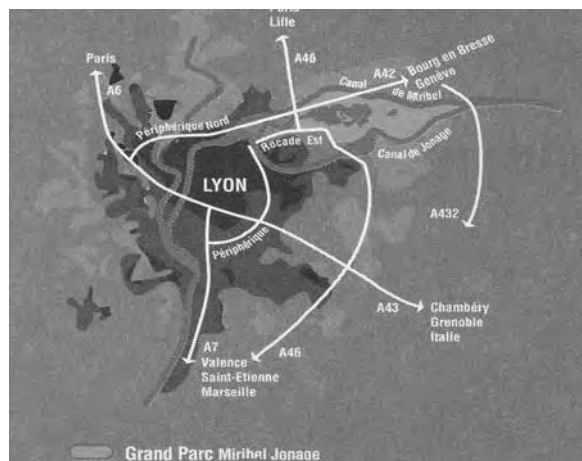 Paris
Lille
A46
Paris
A6
A42
Bourg en Bresse
Genève
Canal
de Miribel
Périphérique Nord
Rocade Est
Canal de Jonage
LYON
A432
Périphérique
A43
Chambéry
Grenoble
Italie
A7
A46
Valence
Saint-Etienne
Marseille
Grand Parc Miribel Jonage